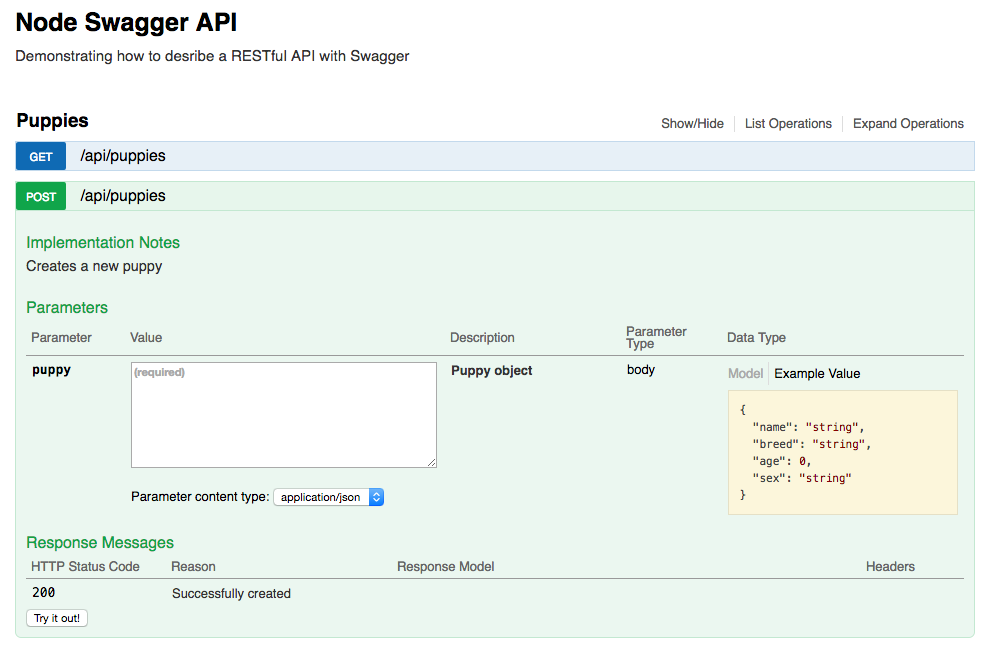 Node Swagger API
Demonstrating how to desribe a RESTful API with Swagger
Puppies
Show/Hide List Operations Expand Operations
GET /api/puppies
POST /api/puppies
Implementation Notes
Creates a new puppy
Parameters
Parameter Value Description Parameter Type Data Type
puppy (required) Puppy object body Model Example Value
{
"name": "string",
"breed": "string",
"age": 0,
"sex": "string"
}
Parameter content type: application/json
Response Messages
HTTP Status Code Reason Response Model Headers
200 Successfully created
Try it out!